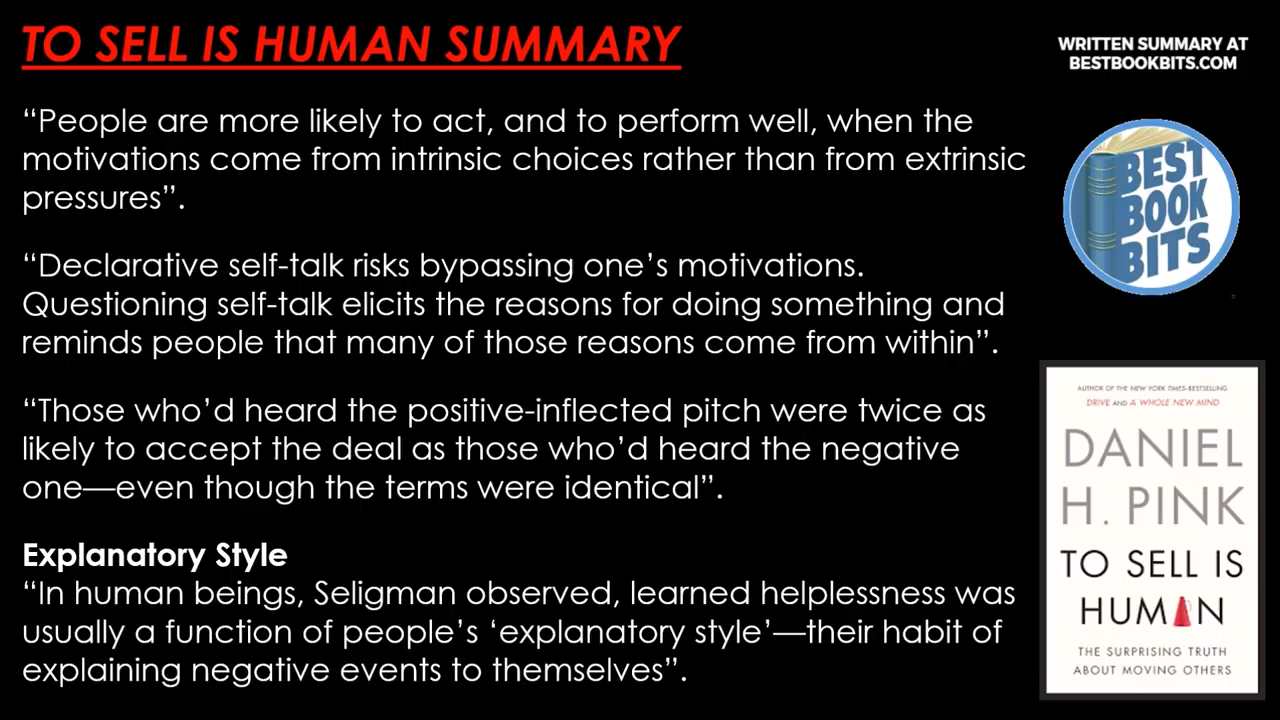 TO SELL IS HUMAN SUMMARY
WRITTEN SUMMARY AT
BESTBOOKBITS.COM
“People are more likely to act, and to perform well, when the
motivations come from intrinsic choices rather than from extrinsic
pressures”.
“Declarative self-talk risks bypassing one’s motivations.
Questioning self-talk elicits the reasons for doing something and
reminds people that many of those reasons come from within”.
“Those who’d heard the positive-inflected pitch were twice as
likely to accept the deal as those who’d heard the negative
one—even though the terms were identical”.
Explanatory Style
“In human beings, Seligman observed, learned helplessness was
usually a function of people’s ‘explanatory style’—their habit of
explaining negative events to themselves”.
BEST
BOOK
BITS
AUTHOR OF THE NEW YORK TIMES-BESTSELLING
DRIVE AND A WHOLE NEW MIND
DANIEL
H. PINK
TO SELL IS
HUMAN
THE SURPRISING TRUTH
ABOUT MOVING OTHERS